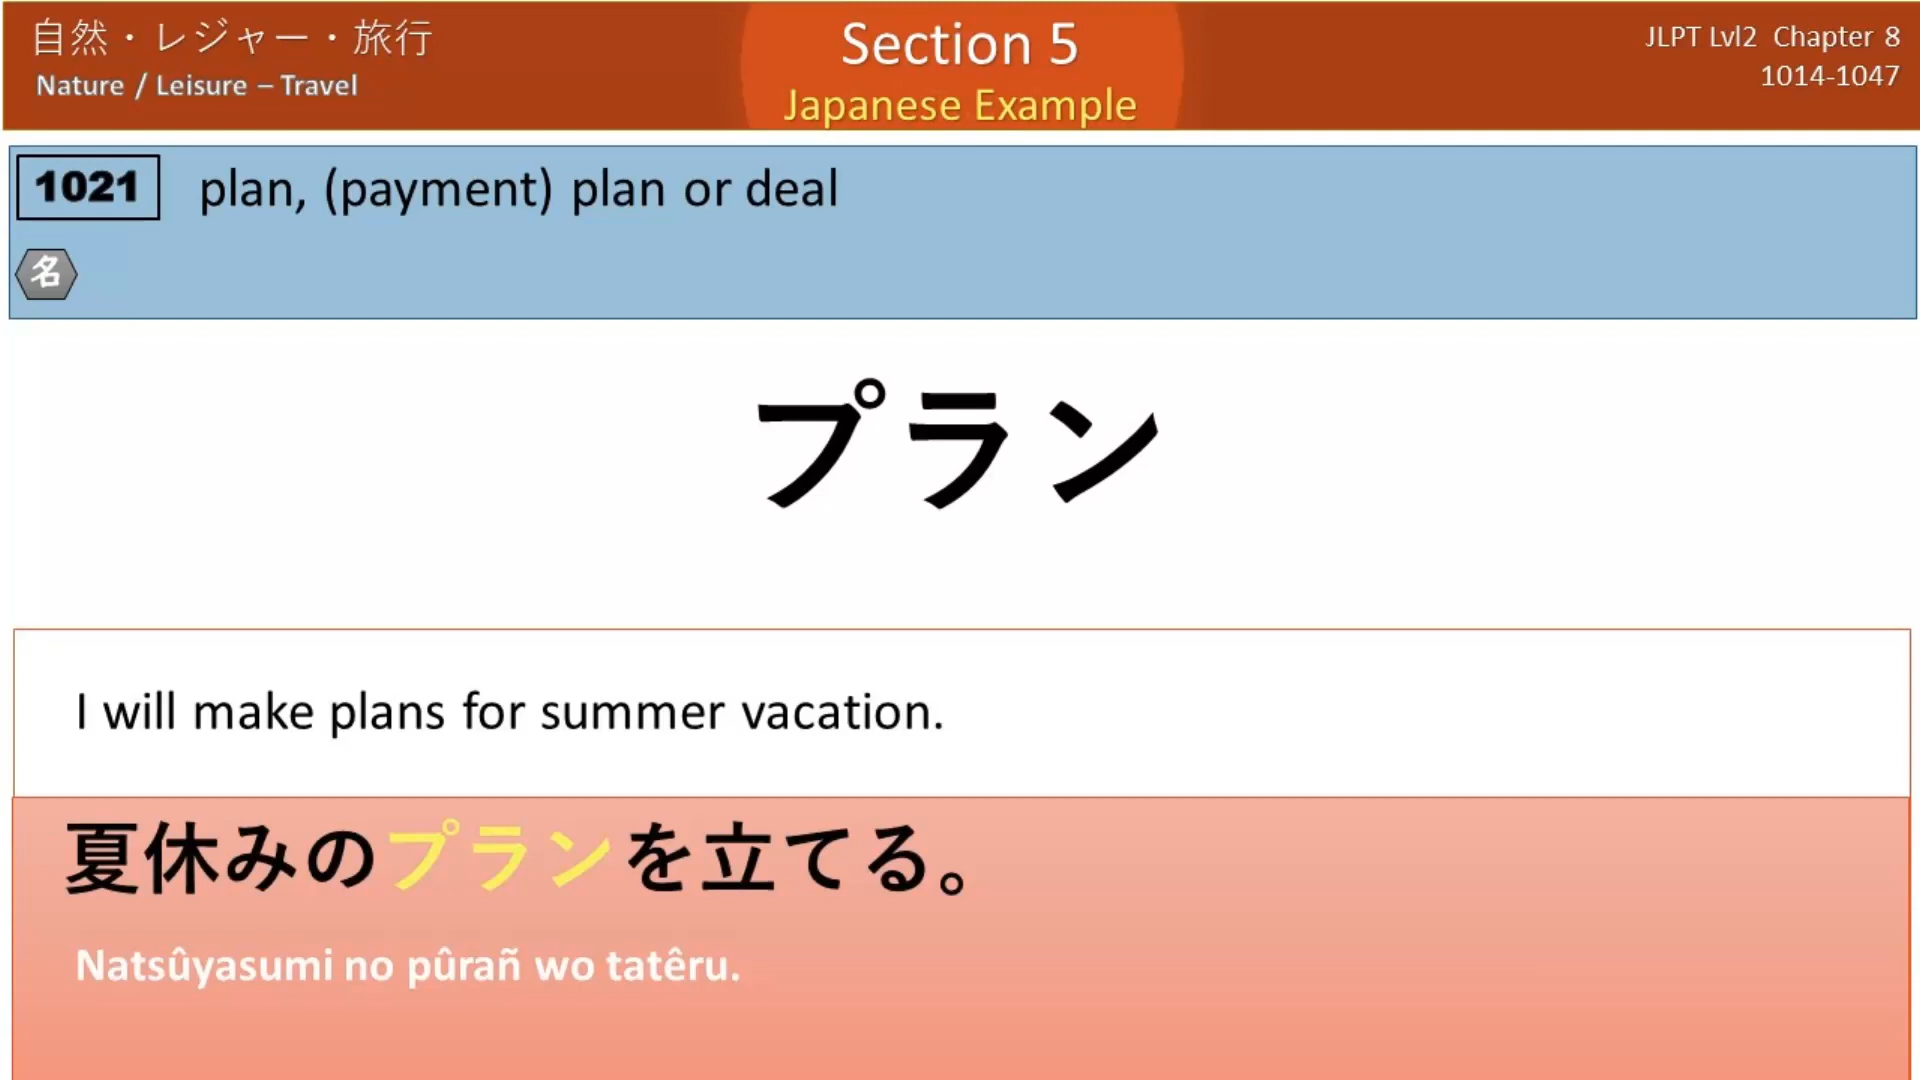 自然・レジャー・旅行
Nature / Leisure – Travel
Section 5
Japanese Example
JLPT Lvl2 Chapter 8
1014-1047
1021 plan, (payment) plan or deal
名
プラン
I will make plans for summer vacation.
夏休みのプランを立てる。
Natsûyasumi no pûrañ wo tatêru.